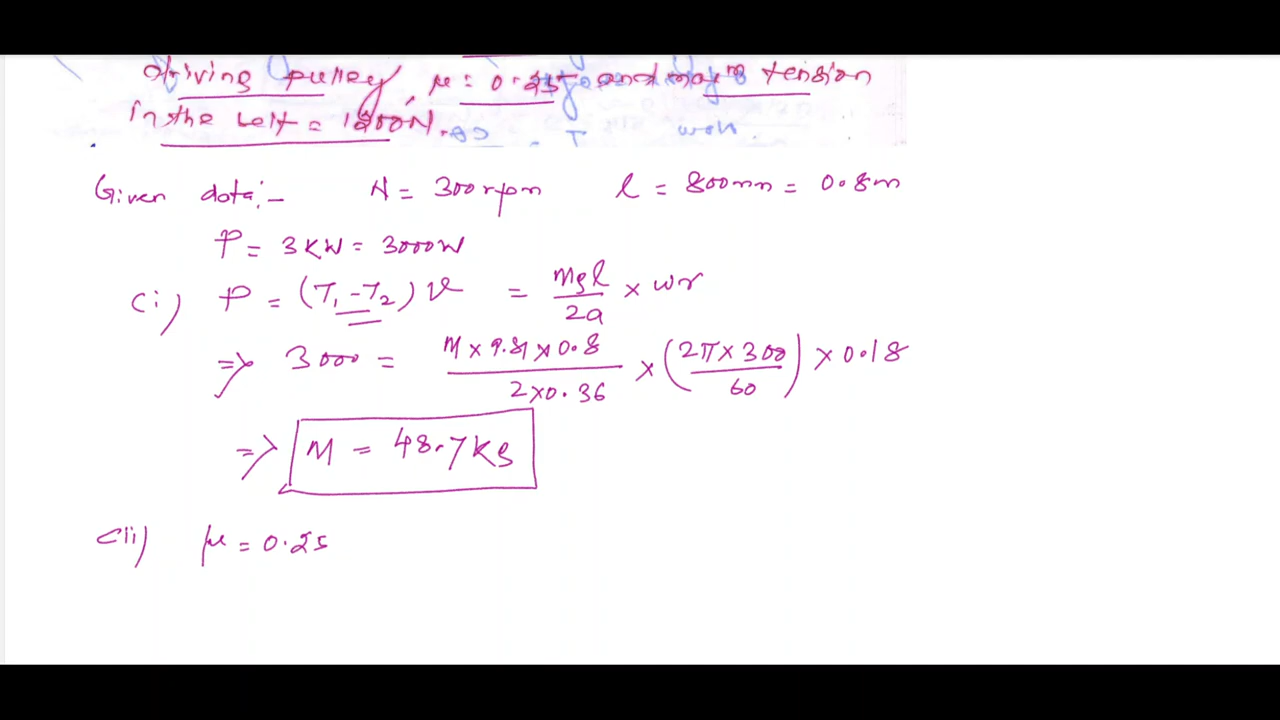 driving pulley, μ = 0.25 and max^m tension
in the belt = 1200N.
Given data:- N = 300rpm l = 800mm = 0.8m
P = 3KW = 3000W
(i) P = (T₁-T₂) V = Mgl/2a × ωr
⇒ 3000 = M×9.81×0.8/2×0.36 × (2π×300/60) × 0.18
⇒ M = 48.7Kg
(ii) μ = 0.25